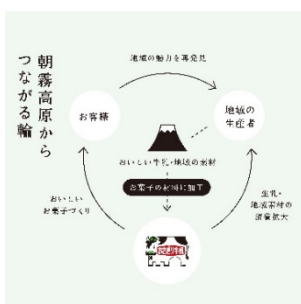 朝霧高原から
つながる輪
地域の魅力を再発見
お客様
地域の
生産者
おいしい牛乳・地域の素材
お菓子の材料に加工
おいしい
お菓子づくり
生乳・
地域素材の
消費拡大